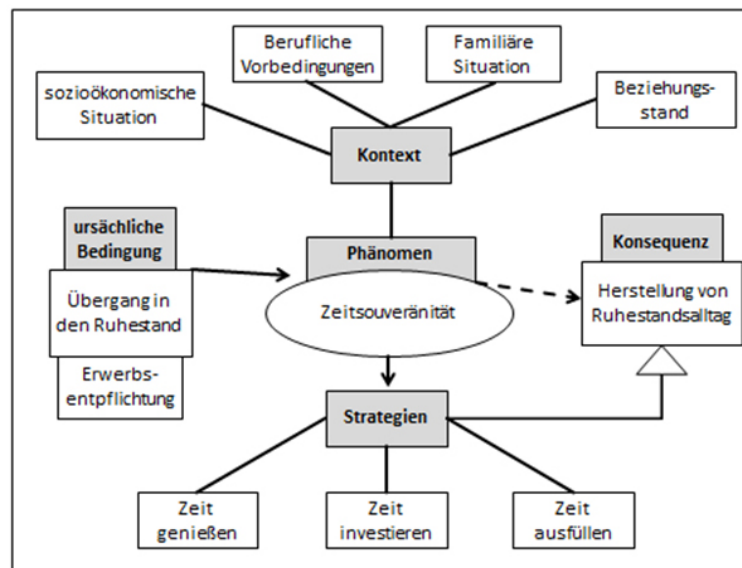 Berufliche
Vorbedingungen
Familiäre
Situation
sozioökonomische
Situation
Beziehungs-
stand
Kontext
ursächliche
Bedingung
Übergang in
den Ruhestand
Erwerbs-
entpflichtung
Phänomen
Zeitsouveränität
Konsequenz
Herstellung von
Ruhestandsalltag
Strategien
Zeit
genießen
Zeit
investieren
Zeit
ausfüllen